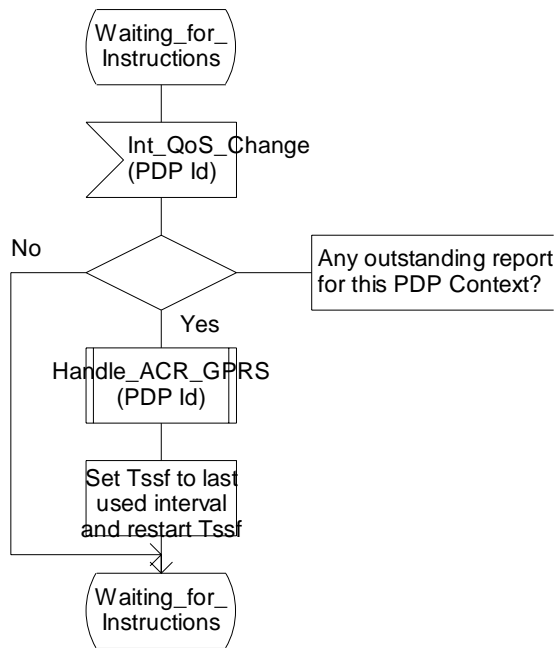 Waiting_for_
Instructions
Int_QoS_Change
(PDP Id)
No
Any outstanding report
for this PDP Context?
Yes
Handle_ACR_GPRS
(PDP Id)
Set Tssf to last
used interval
and restart Tssf
Waiting_for_
Instructions